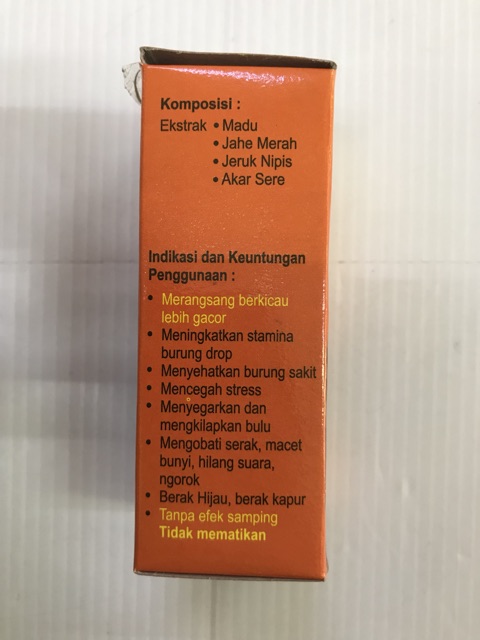 Komposisi :
Ekstrak • Madu
• Jahe Merah
• Jeruk Nipis
• Akar Sere
Indikasi dan Keuntungan
Penggunaan :
• Merangsang berkicau
lebih gacor
• Meningkatkan stamina
burung drop
• Menyehatkan burung sakit
• Mencegah stress
• Menyegarkan dan
mengkilapkan bulu
• Mengobati serak, macet
bunyi, hilang suara,
ngorok
• Berak Hijau, berak kapur
• Tanpa efek samping
Tidak mematikan